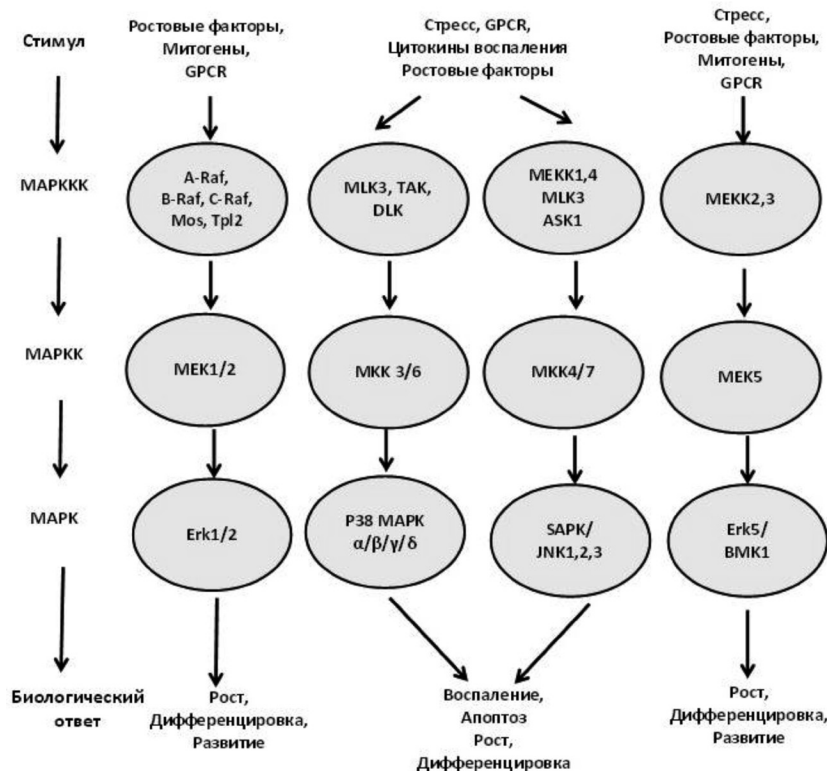 Стимул
Ростовые факторы,
Митогены,
GPCR
Стресс, GPCR,
Цитокины воспаления
Ростовые факторы
Стресс,
Ростовые факторы,
Митогены,
GPCR
МАРККК
A-Raf,
B-Raf, C-Raf,
Mos, Tpl2
MLK3, TAK,
DLK
MEKK1,4
MLK3
ASK1
MEKK2,3
МАРКК
MEK1/2
MKK 3/6
MKK4/7
MEK5
МАРК
Erk1/2
P38 MAPK
α/β/γ/δ
SAPK/
JNK1,2,3
Erk5/
BMK1
Биологический
ответ
Рост,
Дифференцировка,
Развитие
Воспаление,
Апоптоз
Рост,
Дифференцировка
Рост,
Дифференцировка,
Развитие